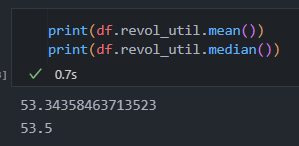 print(df.revol_util.mean())
print(df.revol_util.median())
] ✓ 0.7s
53.34358463713523
53.5